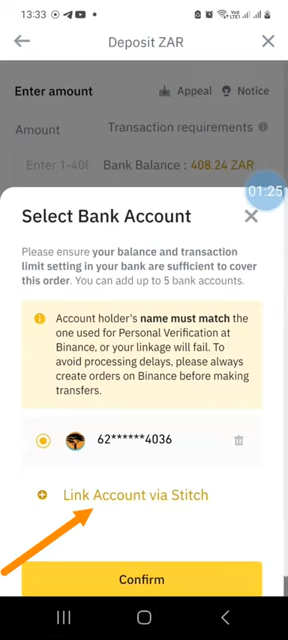 13:33
Deposit ZAR
Enter amount
Appeal
Notice
Amount
Transaction requirements
Enter 1-408
Bank Balance : 408.24 ZAR
01:25
Select Bank Account
Please ensure your balance and transaction
limit setting in your bank are sufficient to cover
this order. You can add up to 5 bank accounts.
Account holder's name must match the
one used for Personal Verification at
Binance, or your linkage will fail. To
avoid processing delays, please always
create orders on Binance before making
transfers.
62******4036
Link Account via Stitch
Confirm